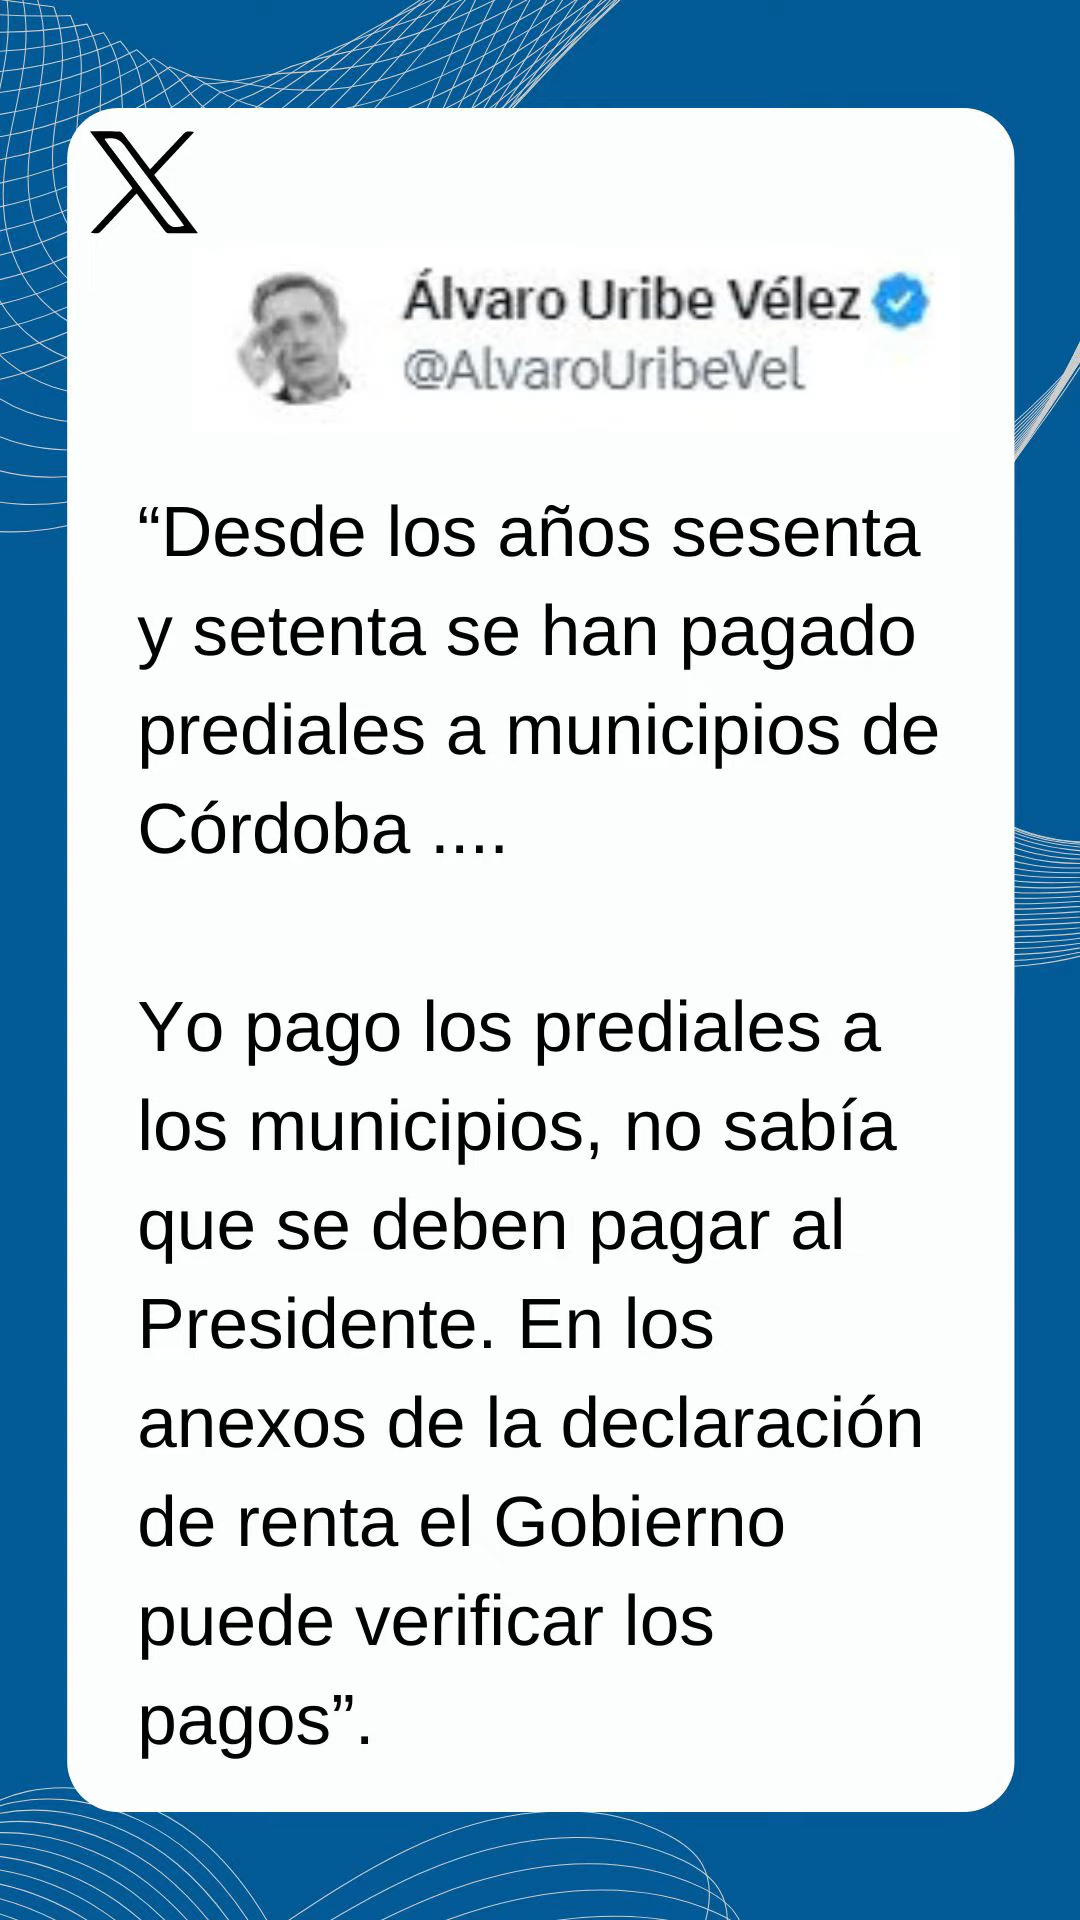 Álvaro Uribe Vélez
@AlvaroUribeVel
“Desde los años sesenta
y setenta se han pagado
prediales a municipios de
Córdoba ....
Yo pago los prediales a
los municipios, no sabía
que se deben pagar al
Presidente. En los
anexos de la declaración
de renta el Gobierno
puede verificar los
pagos”.